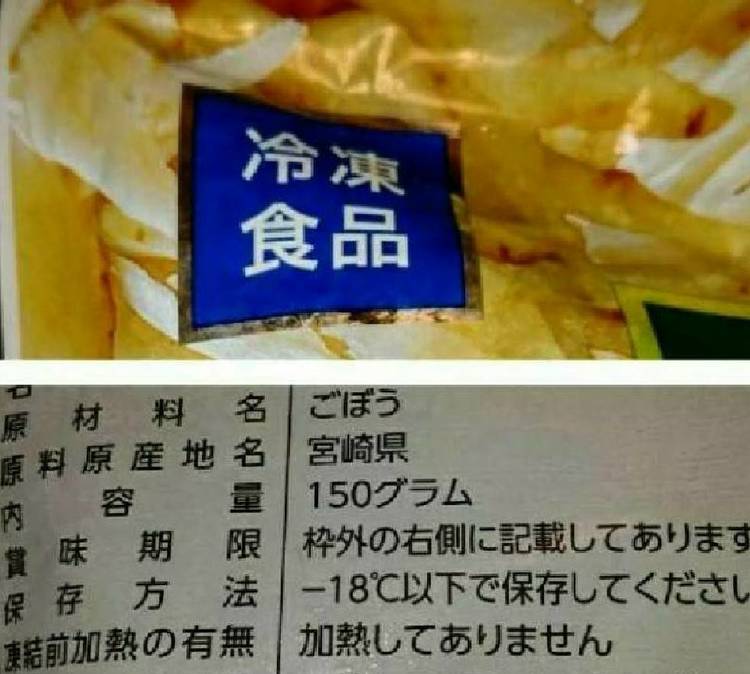 冷凍
食品
原材料名 ごぼう
原料原産地名 宮崎県
内容量 150グラム
賞味期限 枠外の右側に記載してあります
保存方法 −18℃以下で保存してください
凍結前加熱の有無 加熱してありません